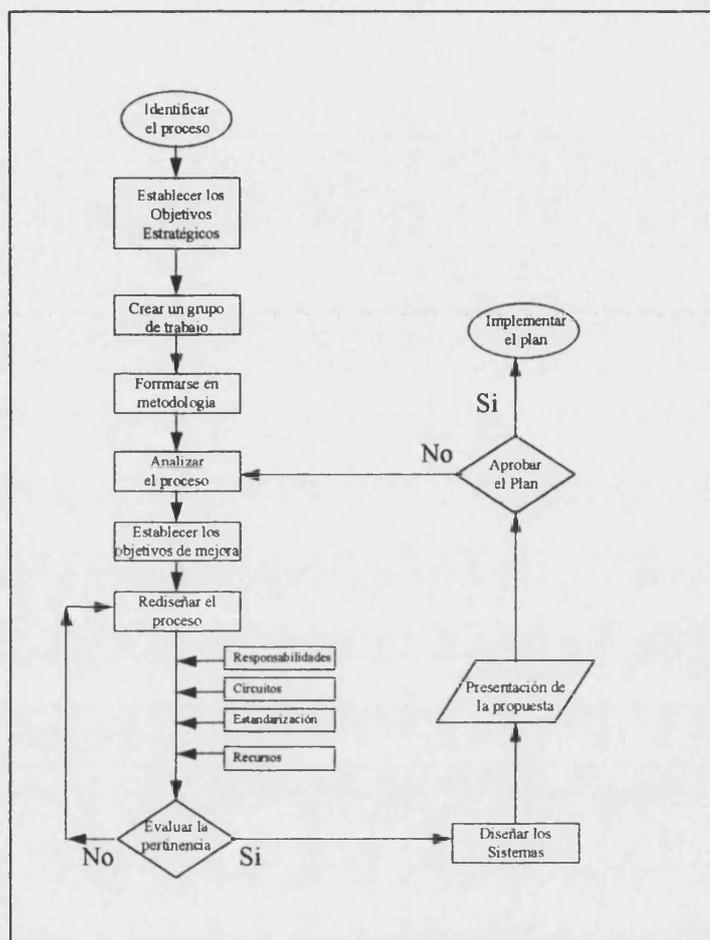 Identificar
el proceso
Establecer los
Objetivos
Estratégicos
Crear un grupo
de trabajo
Formarse en
metodologia
Analizar
el proceso
Establecer los
objetivos de mejora
Rediseñar el
proceso
Responsabilidades
Circuitos
Estandarización
Recursos
Evaluar la
pertinencia
No
Si
Diseñar los
Sistemas
Presentación de
la propuesta
Aprobar
el Plan
No
Si
Implementar
el plan